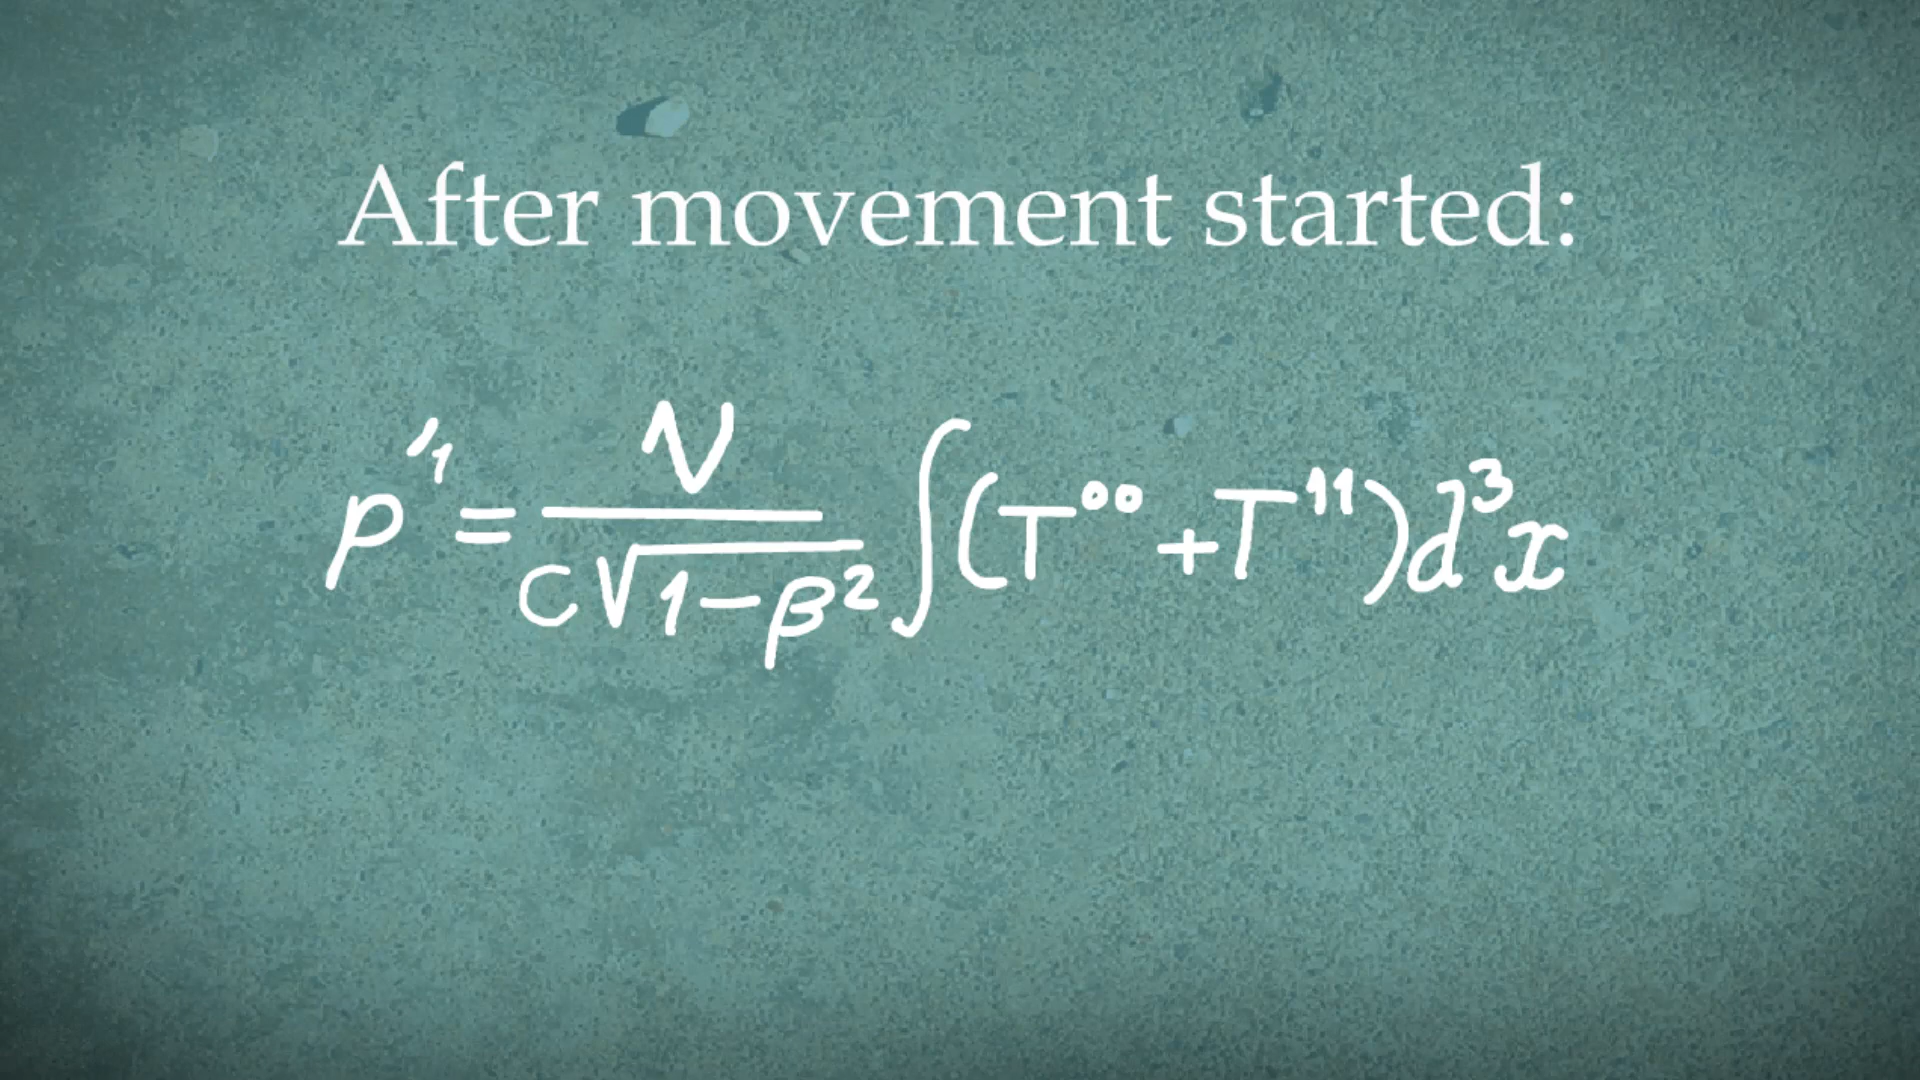 After movement started:
p'¹ = v / (c√(1-β²)) ∫(T⁰⁰ + T¹¹)d³x